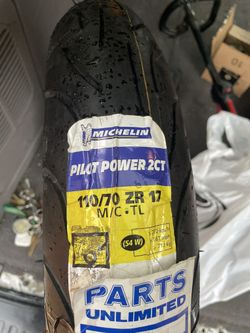 MICHELIN
PILOT POWER 2CT
110/70 ZR 17
M/C · TL
(54 W)
PARTS
UNLIMITED